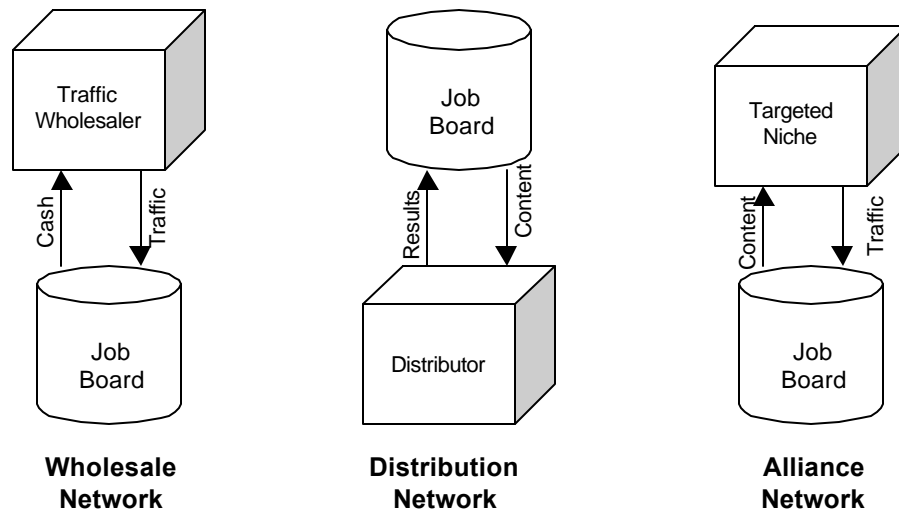 Traffic
Wholesaler
Cash
Traffic
Job
Board
Wholesale
Network
Job
Board
Results
Content
Distributor
Distribution
Network
Targeted
Niche
Content
Traffic
Job
Board
Alliance
Network